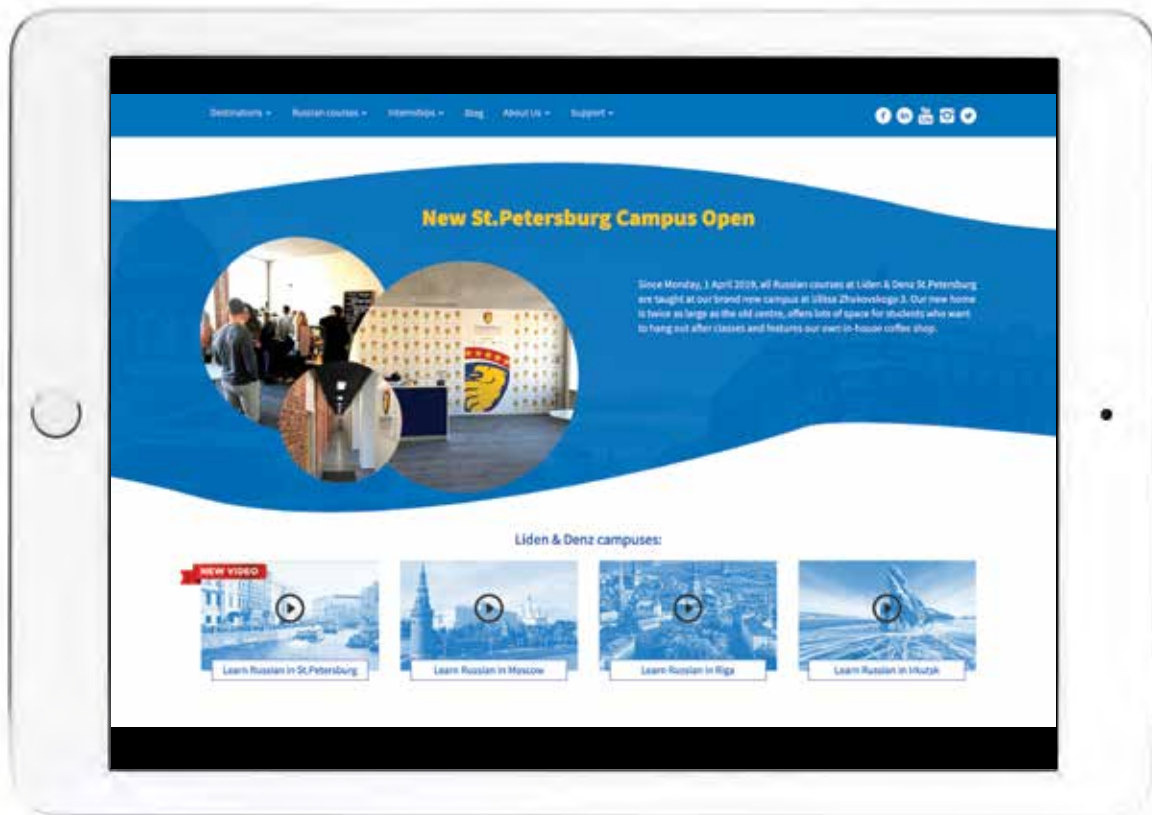 Destinations
Russian courses
Internships
Blog
About Us
Support
New St.Petersburg Campus Open
Since Monday, 1 April 2019, all Russian courses at Liden & Denz St.Petersburg
are taught at our brand new campus at Ulitsa Zhukovskogo 3. Our new home
is twice as large as the old centre, offers lots of space for students who want
to hang out after classes and features our own in-house coffee shop.
Liden & Denz campuses:
NEW VIDEO
Learn Russian in St.Petersburg
Learn Russian in Moscow
Learn Russian in Riga
Learn Russian in Irkutsk